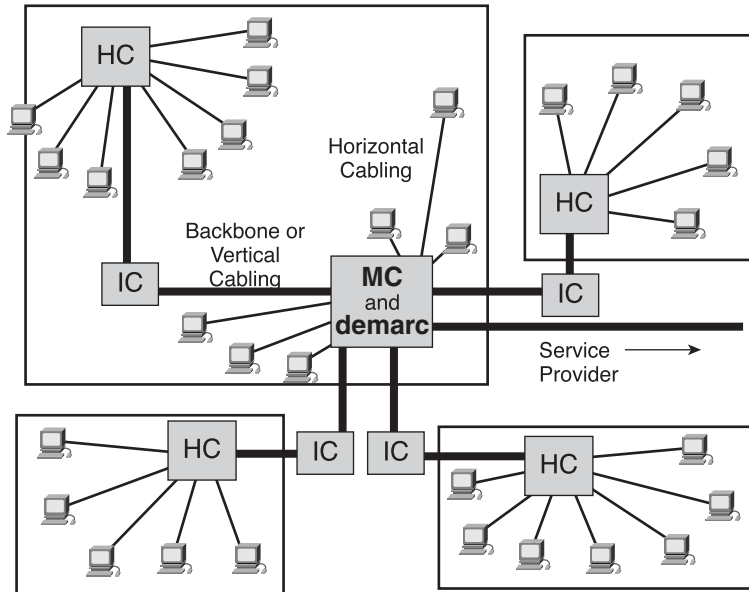 HC
Horizontal
Cabling
HC
Backbone or
Vertical
Cabling
IC
MC
and
demarc
IC
Service
Provider
HC
IC
IC
HC